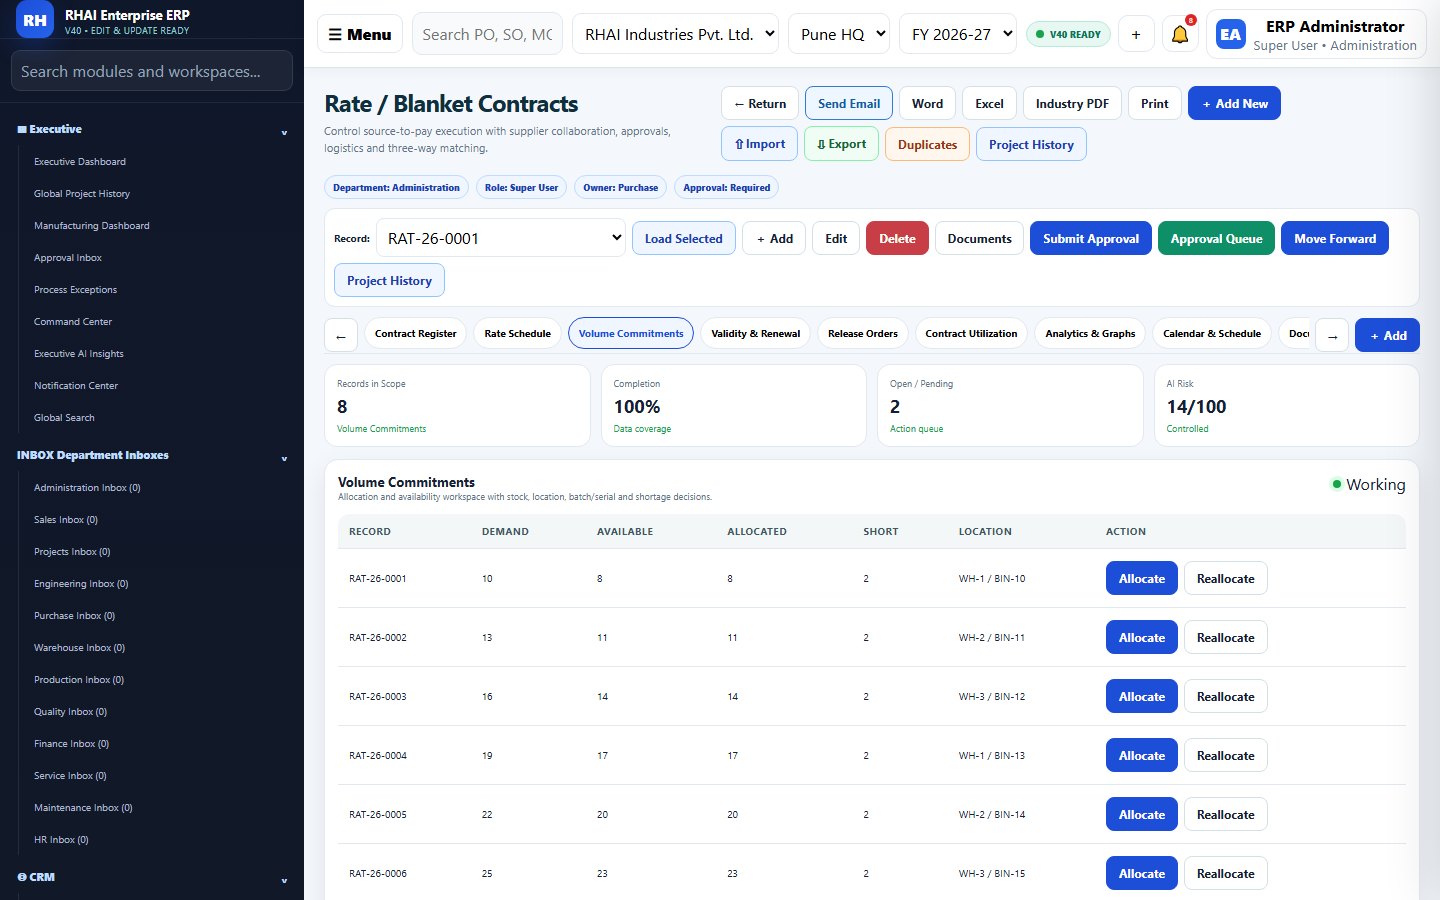 RH
RHAI Enterprise ERP
V40 • EDIT & UPDATE READY
Search modules and workspaces...
Executive
Executive Dashboard
Global Project History
Manufacturing Dashboard
Approval Inbox
Process Exceptions
Command Center
Executive AI Insights
Notification Center
Global Search
INBOX Department Inboxes
Administration Inbox (0)
Sales Inbox (0)
Projects Inbox (0)
Engineering Inbox (0)
Purchase Inbox (0)
Warehouse Inbox (0)
Production Inbox (0)
Quality Inbox (0)
Finance Inbox (0)
Service Inbox (0)
Maintenance Inbox (0)
HR Inbox (0)
CRM
☰ Menu
Search PO, SO, MC
RHAI Industries Pvt. Ltd.
Pune HQ
FY 2026-27
V40 READY
+
8
EA
ERP Administrator
Super User • Administration
Rate / Blanket Contracts
Control source-to-pay execution with supplier collaboration, approvals,
logistics and three-way matching.
← Return
Send Email
Word
Excel
Industry PDF
Print
+ Add New
⇧ Import
⇩ Export
Duplicates
Project History
Department: Administration
Role: Super User
Owner: Purchase
Approval: Required
Record:
RAT-26-0001
Load Selected
+ Add
Edit
Delete
Documents
Submit Approval
Approval Queue
Move Forward
Project History
←
Contract Register
Rate Schedule
Volume Commitments
Validity & Renewal
Release Orders
Contract Utilization
Analytics & Graphs
Calendar & Schedule
→
+ Add
Records in Scope
8
Volume Commitments
Completion
100%
Data coverage
Open / Pending
2
Action queue
AI Risk
14/100
Controlled
Volume Commitments
Allocation and availability workspace with stock, location, batch/serial and shortage decisions.
Working
RECORD DEMAND AVAILABLE ALLOCATED SHORT LOCATION ACTION
RAT-26-0001 10 8 8 2 WH-1 / BIN-10 Allocate Reallocate
RAT-26-0002 13 11 11 2 WH-2 / BIN-11 Allocate Reallocate
RAT-26-0003 16 14 14 2 WH-3 / BIN-12 Allocate Reallocate
RAT-26-0004 19 17 17 2 WH-1 / BIN-13 Allocate Reallocate
RAT-26-0005 22 20 20 2 WH-2 / BIN-14 Allocate Reallocate
RAT-26-0006 25 23 23 2 WH-3 / BIN-15 Allocate Reallocate